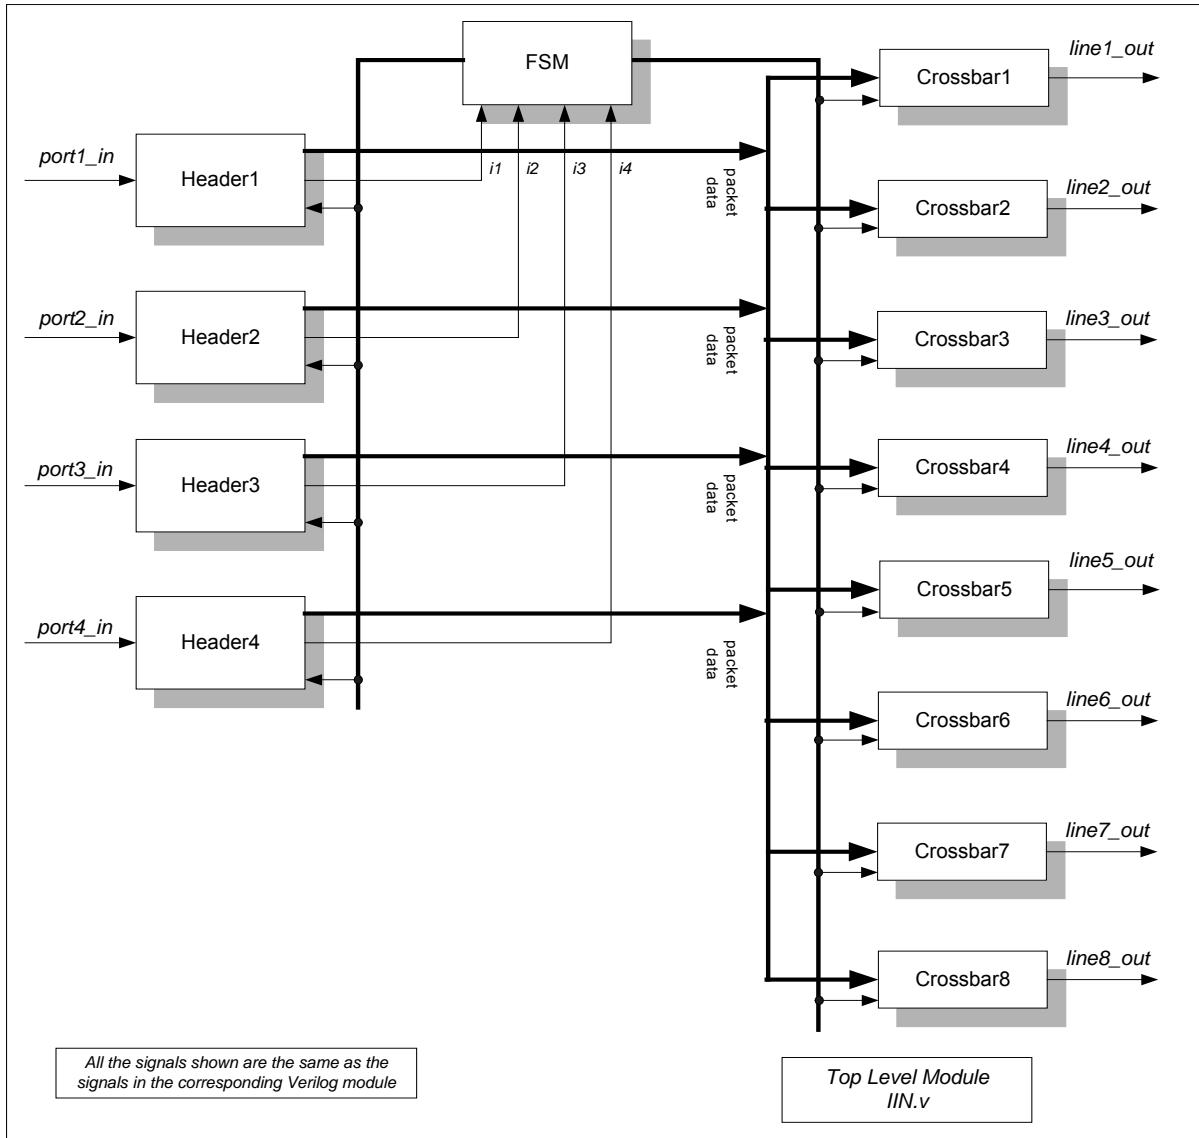 FSM
line1_out
Crossbar1
port1_in
Header1
i1
i2
i3
i4
packet
data
line2_out
Crossbar2
port2_in
Header2
packet
data
line3_out
Crossbar3
port3_in
Header3
packet
data
line4_out
Crossbar4
line5_out
Crossbar5
port4_in
Header4
packet
data
line6_out
Crossbar6
line7_out
Crossbar7
line8_out
Crossbar8
All the signals shown are the same as the
signals in the corresponding Verilog module
Top Level Module
IIN.v